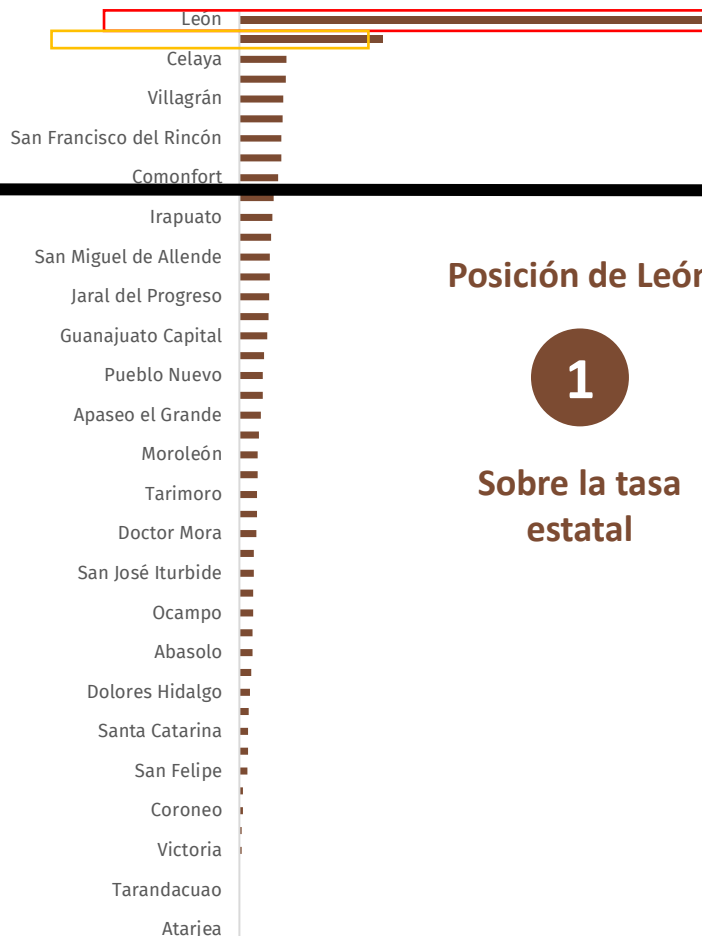 León
Celaya
Villagrán
San Francisco del Rincón
Comonfort
Irapuato
San Miguel de Allende
Jaral del Progreso
Guanajuato Capital
Pueblo Nuevo
Apaseo el Grande
Moroleón
Tarimoro
Doctor Mora
San José Iturbide
Ocampo
Abasolo
Dolores Hidalgo
Santa Catarina
San Felipe
Coroneo
Victoria
Tarandacuao
Atarjea
Posición de León
1
Sobre la tasa
estatal